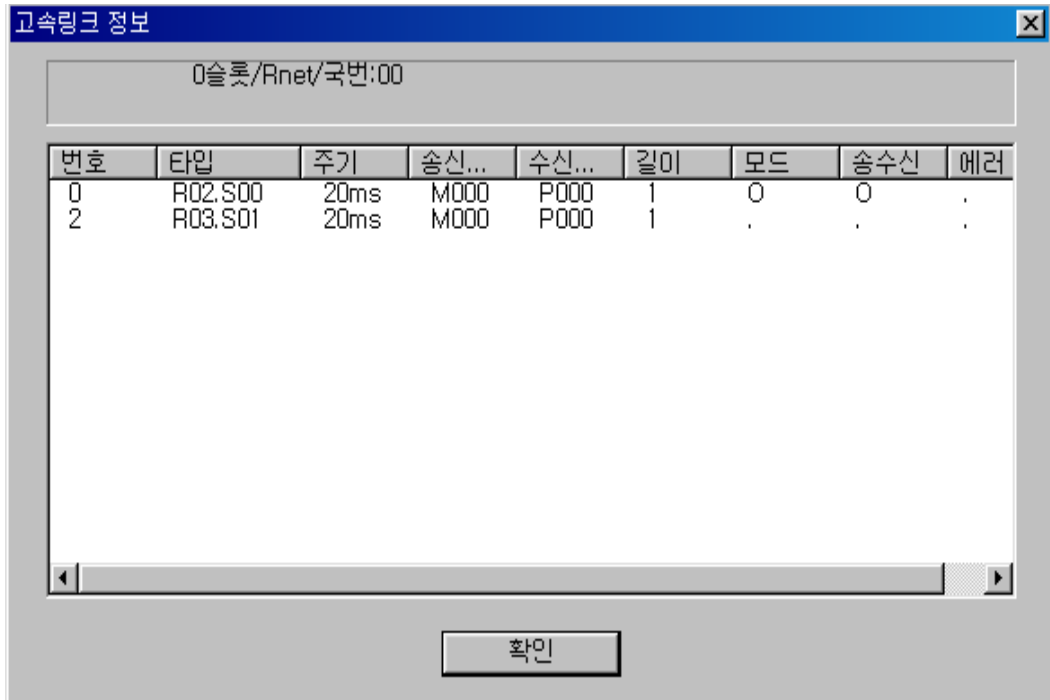 고속링크 정보
0슬롯/Rnet/국번:00
번호 타입 주기 송신... 수신... 길이 모드 송수신 에러
0 R02.S00 20ms M000 P000 1 O O .
2 R03.S01 20ms M000 P000 1 . . .
확인